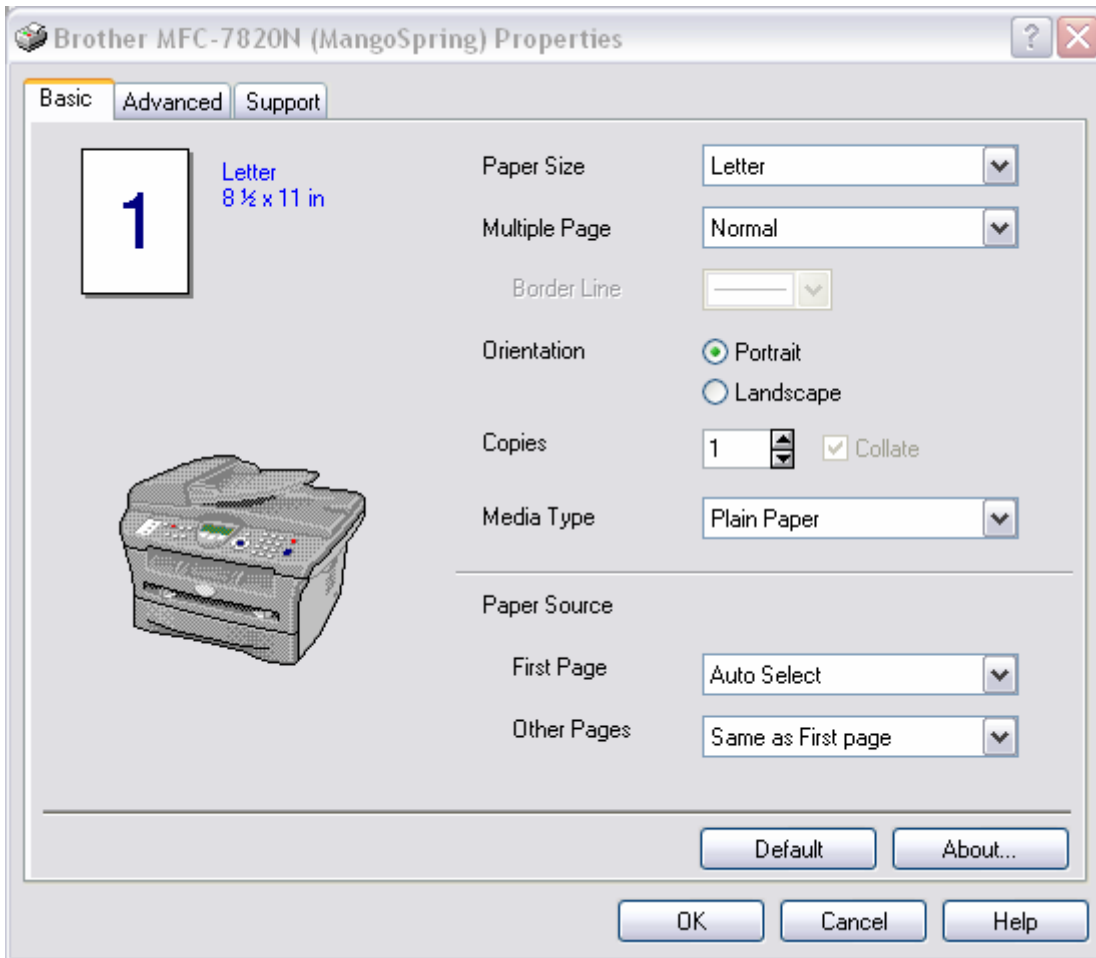 Brother MFC-7820N (MangoSpring) Properties
Basic Advanced Support
1
Letter
8 ½ x 11 in
Paper Size Letter
Multiple Page Normal
Border Line
Orientation Portrait
Landscape
Copies 1 Collate
Media Type Plain Paper
Paper Source
First Page Auto Select
Other Pages Same as First page
Default About...
OK Cancel Help